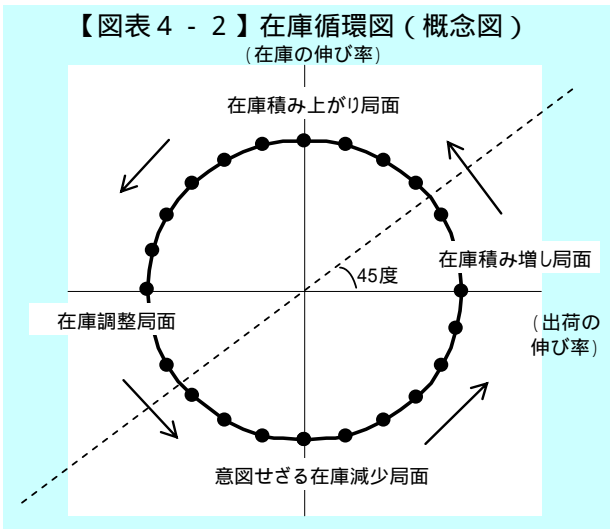 【図表４-２】在庫循環図（概念図）
(在庫の伸び率)
在庫積み上がり局面
在庫積み増し局面
45度
在庫調整局面
(出荷の
伸び率)
意図せざる在庫減少局面